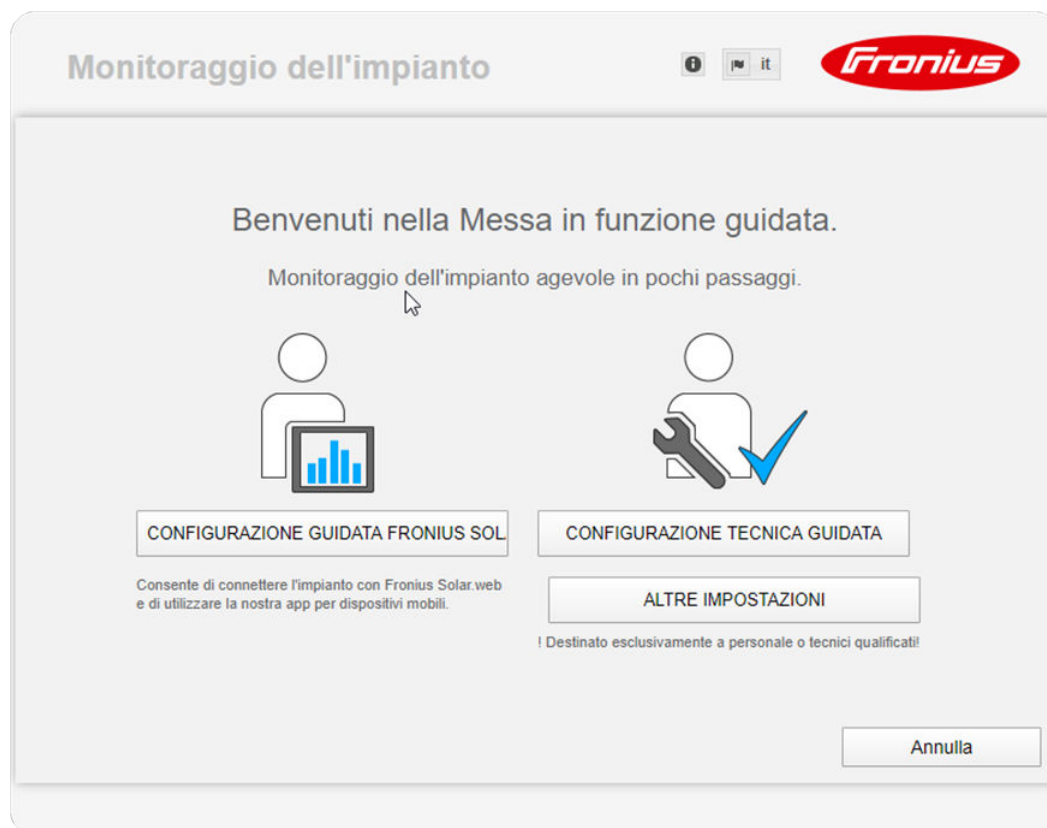 Monitoraggio dell'impianto
it
Fronius
Benvenuti nella Messa in funzione guidata.
Monitoraggio dell'impianto agevole in pochi passaggi.
CONFIGURAZIONE GUIDATA FRONIUS SOL
CONFIGURAZIONE TECNICA GUIDATA
Consente di connettere l'impianto con Fronius Solar.web
e di utilizzare la nostra app per dispositivi mobili.
ALTRE IMPOSTAZIONI
! Destinato esclusivamente a personale o tecnici qualificati!
Annulla